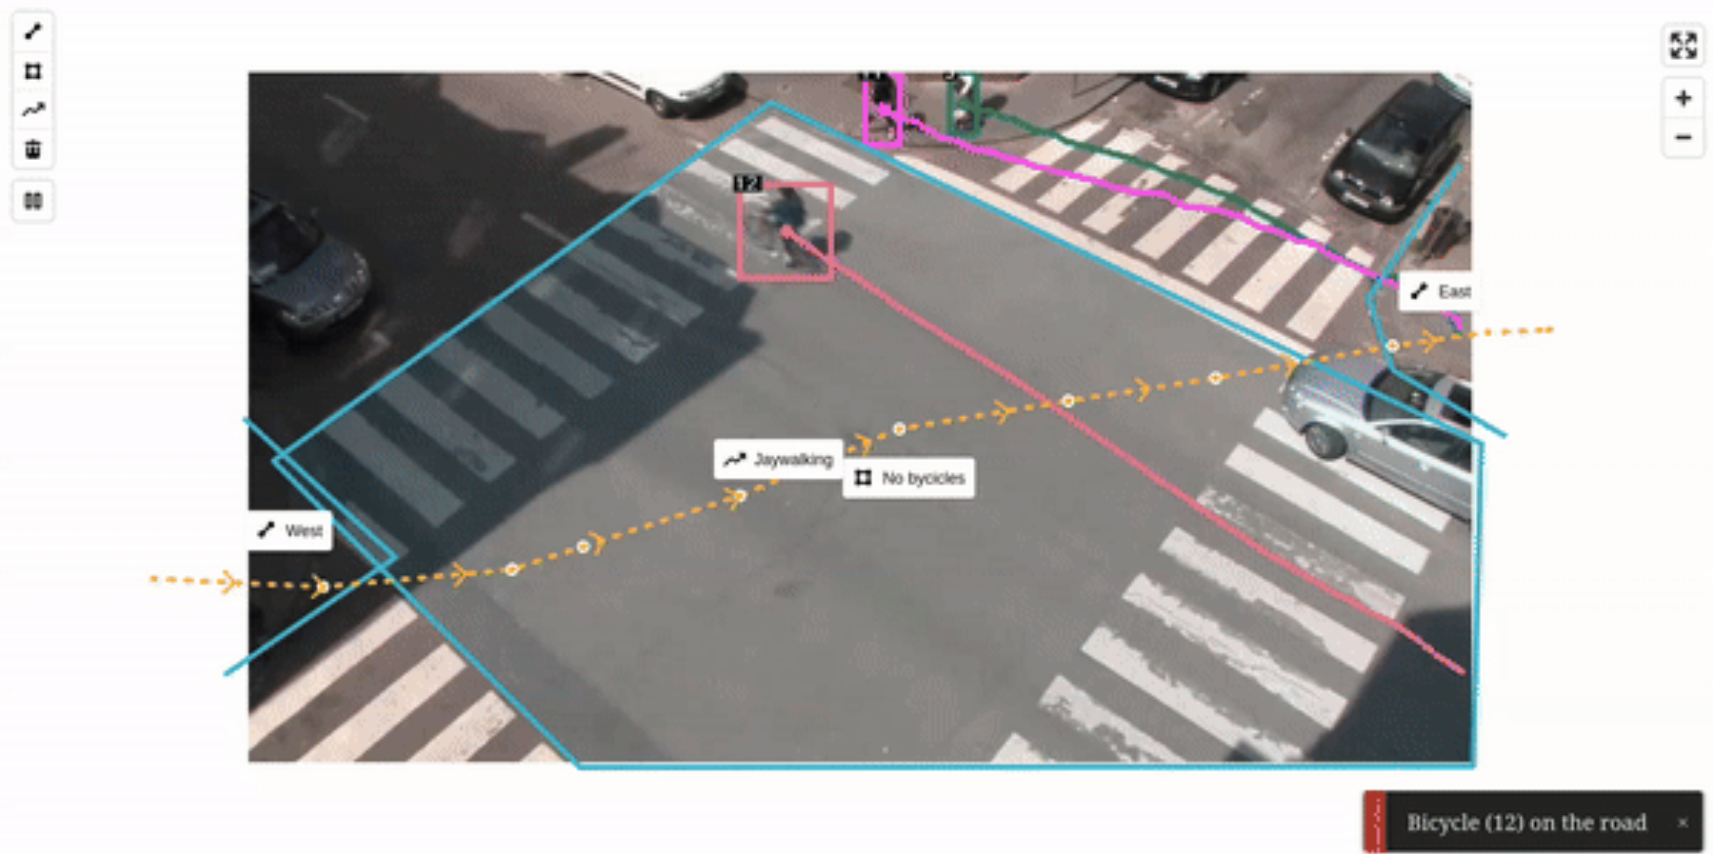 12
East
Jaywalking
No bycicles
West
Bicycle (12) on the road